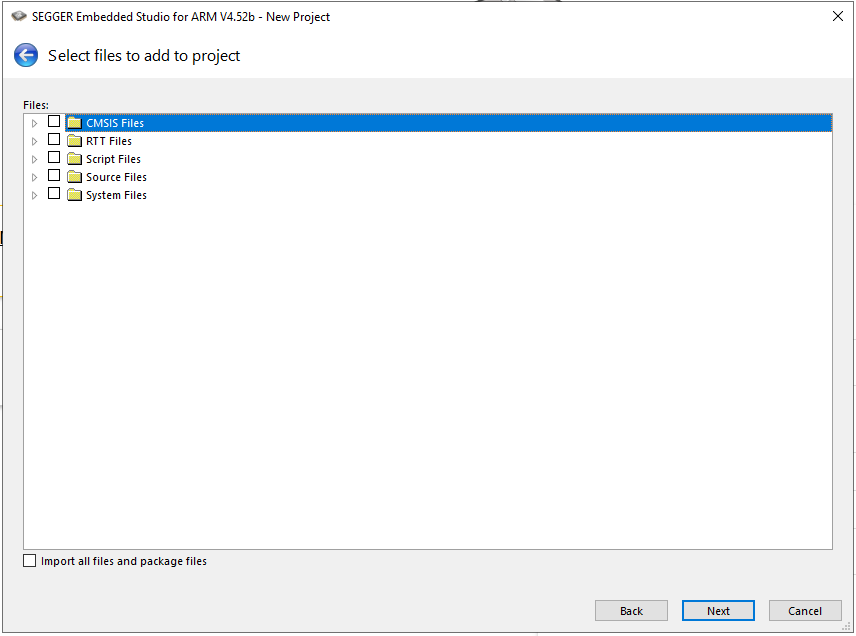 SEGGER Embedded Studio for ARM V4.52b - New Project
Select files to add to project
Files:
CMSIS Files
RTT Files
Script Files
Source Files
System Files
Import all files and package files
Back
Next
Cancel